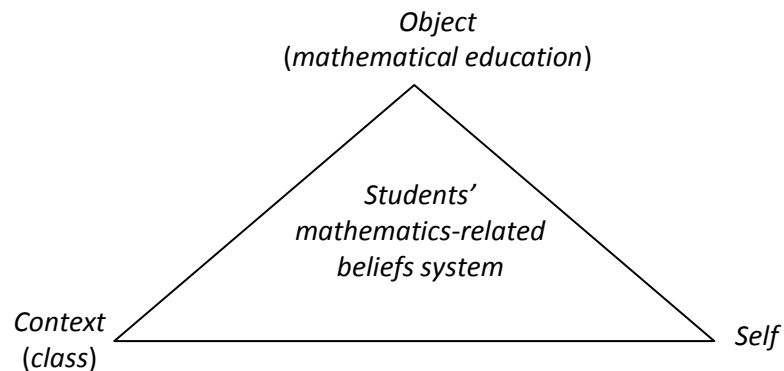 Object
(mathematical education)
Students’
mathematics-related
beliefs system
Context
(class)
Self